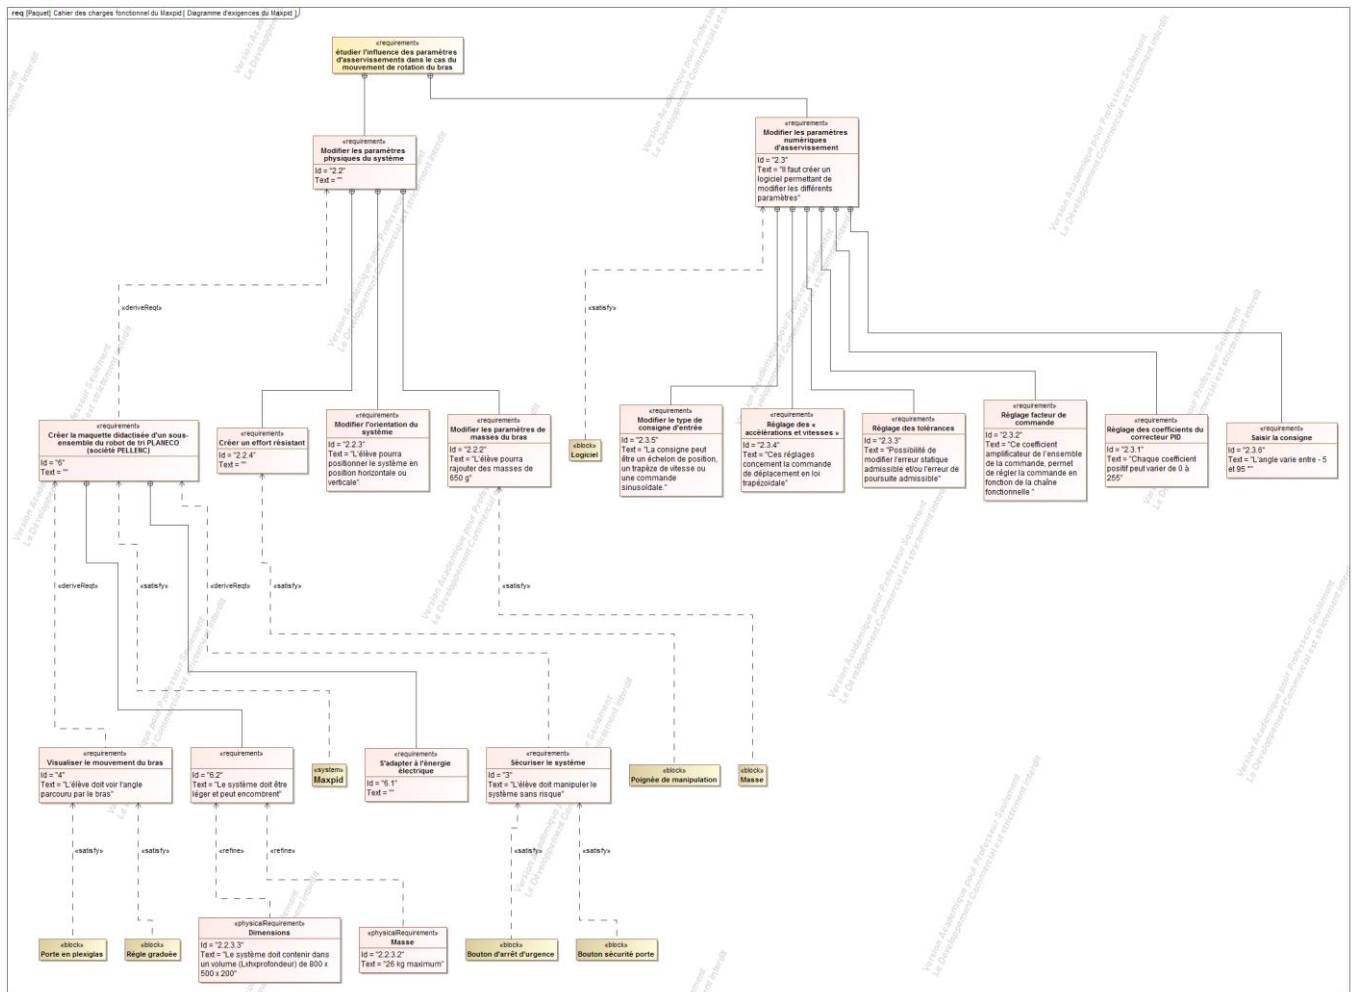 req [Paquet] Cahier des charges fonctionnel du Maxpid [ Diagramme d'exigences du Maxpid ]
«requirement»
étudier l'influence des paramètres
d'asservissements dans le cas du
mouvement de rotation du bras
«requirement»
Modifier les paramètres
physiques du système
Id = "2.2"
Text = ""
«requirement»
Modifier les paramètres
numériques
d'asservissement
Id = "2.3"
Text = "Il faut créer un
logiciel permettant de
modifier les différents
paramètres"
«deriveReqt»
«satisfy»
«requirement»
Créer la maquette didactisée d'un sous-
ensemble du robot de tri PLANECO
(société PELLENC)
Id = "6"
Text = ""
«requirement»
Créer un effort résistant
Id = "2.2.4"
Text = ""
«requirement»
Modifier l'orientation du
système
Id = "2.2.3"
Text = "L'élève pourra
positionner le système en
position horizontale ou
verticale"
«requirement»
Modifier les paramètres de
masses du bras
Id = "2.2.2"
Text = "L'élève pourra
rajouter des masses de
650 g"
«block»
Logiciel
«requirement»
Modifier le type de
consigne d'entrée
Id = "2.3.5"
Text = "La consigne peut
être un échelon de position,
un trapèze de vitesse ou
une commande
sinusoïdale."
«requirement»
Réglage des «
accélérations et vitesses »
Id = "2.3.4"
Text = "Ces réglages
concernent la commande
de déplacement en loi
trapézoïdale"
«requirement»
Réglage des tolérances
Id = "2.3.3"
Text = "Possibilité de
modifier l'erreur statique
admissible et/ou l'erreur de
poursuite admissible"
«requirement»
Réglage facteur de
commande
Id = "2.3.2"
Text = "Ce coefficient
amplificateur de l'ensemble
de la commande, permet
de régler la commande en
fonction de la chaîne
fonctionnelle "
«requirement»
Réglage des coefficients du
correcteur PID
Id = "2.3.1"
Text = "Chaque coefficient
positif peut varier de 0 à
255"
«requirement»
Saisir la consigne
Id = "2.3.6"
Text = "L'angle varie entre - 5
et 95 °"
«deriveReqt»
«satisfy»
«deriveReqt»
«satisfy»
«satisfy»
«requirement»
Visualiser le mouvement du bras
Id = "4"
Text = "L'élève doit voir l'angle
parcouru par le bras"
«requirement»
Id = "6.2"
Text = "Le système doit être
léger et peut encombrent"
«system»
Maxpid
«requirement»
S'adapter à l'énergie
électrique
Id = "6.1"
Text = ""
«requirement»
Sécuriser le système
Id = "3"
Text = "L'élève doit manipuler le
système sans risque"
«block»
Poignée de manipulation
«block»
Masse
«satisfy»
«satisfy»
«refine»
«refine»
«satisfy»
«satisfy»
«block»
Porte en plexiglas
«block»
Règle graduée
«physicalRequirement»
Dimensions
Id = "2.2.3.3"
Text = "Le système doit contenir dans
un volume (Lxhxprofondeur) de 800 x
500 x 200"
«physicalRequirement»
Masse
Id = "2.2.3.2"
Text = "26 kg maximum"
«block»
Bouton d'arrêt d'urgence
«block»
Bouton sécurité porte
Version Académique pour Professeur Seulement
Le Développement Commercial est strictement interdit